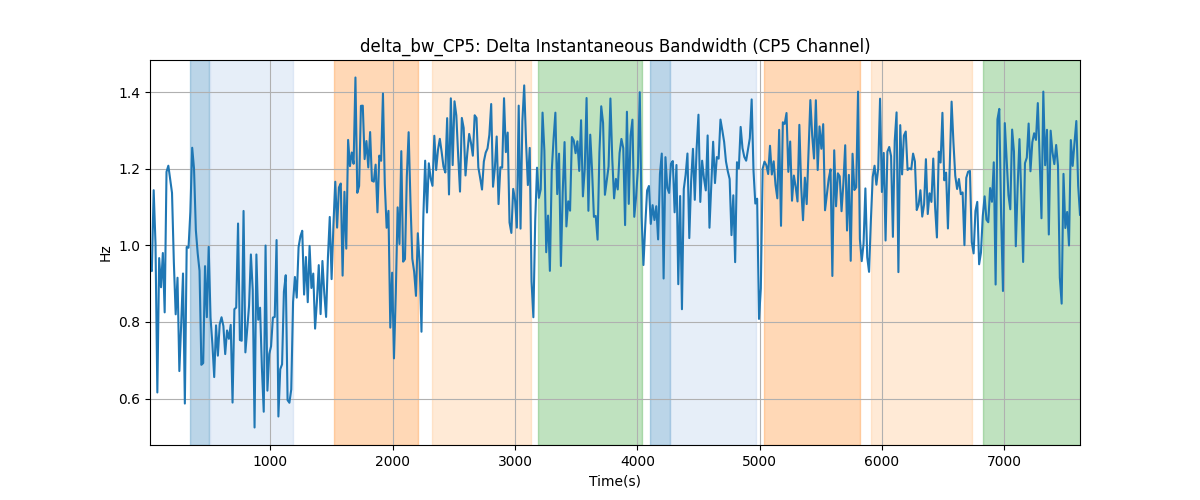 delta_bw_CP5: Delta Instantaneous Bandwidth (CP5 Channel)
1.4
1.2
1.0
0.8
0.6
Hz
1000 2000 3000 4000 5000 6000 7000
Time(s)